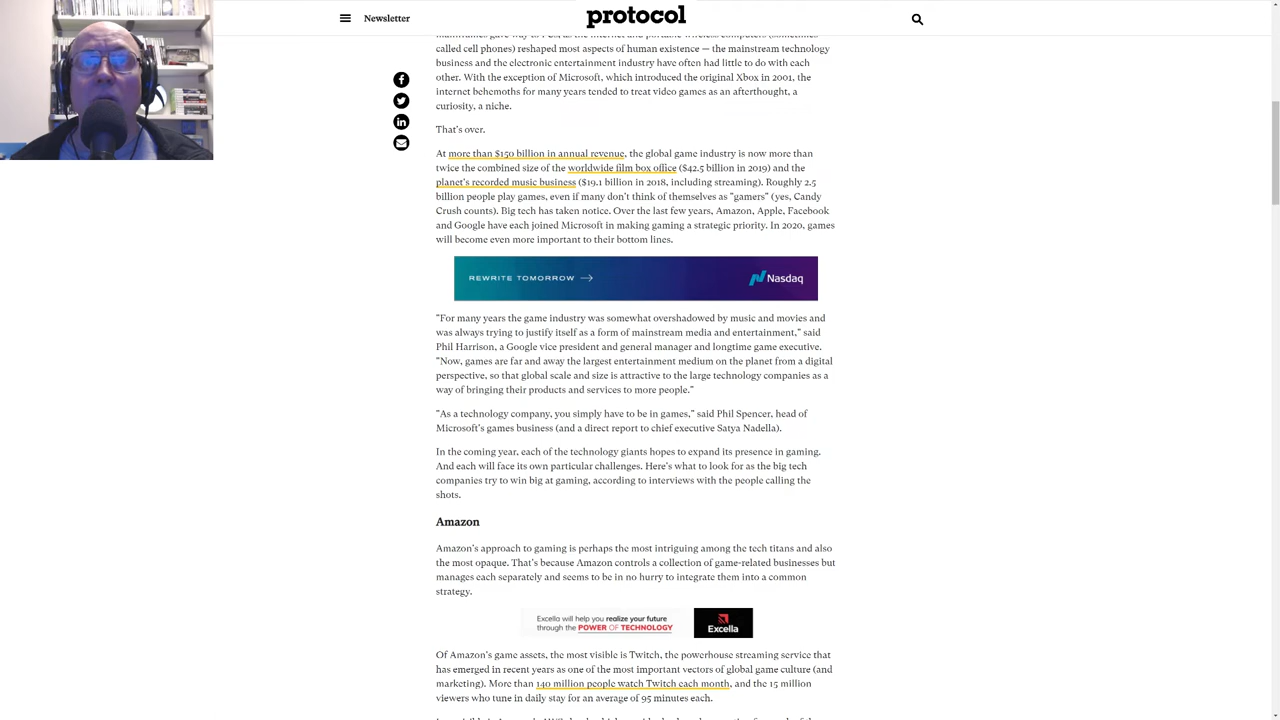 Newsletter
protocol
called cell phones) reshaped most aspects of human existence — the mainstream technology
business and the electronic entertainment industry have often had little to do with each
other. With the exception of Microsoft, which introduced the original Xbox in 2001, the
internet behemoths for many years tended to treat video games as an afterthought, a
curiosity, a niche.
That's over.
At more than $150 billion in annual revenue, the global game industry is now more than
twice the combined size of the worldwide film box office ($42.5 billion in 2019) and the
planet's recorded music business ($19.1 billion in 2018, including streaming). Roughly 2.5
billion people play games, even if many don't think of themselves as "gamers" (yes, Candy
Crush counts). Big tech has taken notice. Over the last few years, Amazon, Apple, Facebook
and Google have each joined Microsoft in making gaming a strategic priority. In 2020, games
will become even more important to their bottom lines.
REWRITE TOMORROW → Nasdaq
"For many years the game industry was somewhat overshadowed by music and movies and
was always trying to justify itself as a form of mainstream media and entertainment," said
Phil Harrison, a Google vice president and general manager and longtime game executive.
"Now, games are far and away the largest entertainment medium on the planet from a digital
perspective, so that global scale and size is attractive to the large technology companies as a
way of bringing their products and services to more people."
"As a technology company, you simply have to be in games," said Phil Spencer, head of
Microsoft's games business (and a direct report to chief executive Satya Nadella).
In the coming year, each of the technology giants hopes to expand its presence in gaming.
And each will face its own particular challenges. Here's what to look for as the big tech
companies try to win big at gaming, according to interviews with the people calling the
shots.
Amazon
Amazon's approach to gaming is perhaps the most intriguing among the tech titans and also
the most opaque. That's because Amazon controls a collection of game-related businesses but
manages each separately and seems to be in no hurry to integrate them into a common
strategy.
Excella will help you realize your future
through the POWER OF TECHNOLOGY
Excella
Of Amazon's game assets, the most visible is Twitch, the powerhouse streaming service that
has emerged in recent years as one of the most important vectors of global game culture (and
marketing). More than 140 million people watch Twitch each month, and the 15 million
viewers who tune in daily stay for an average of 95 minutes each.